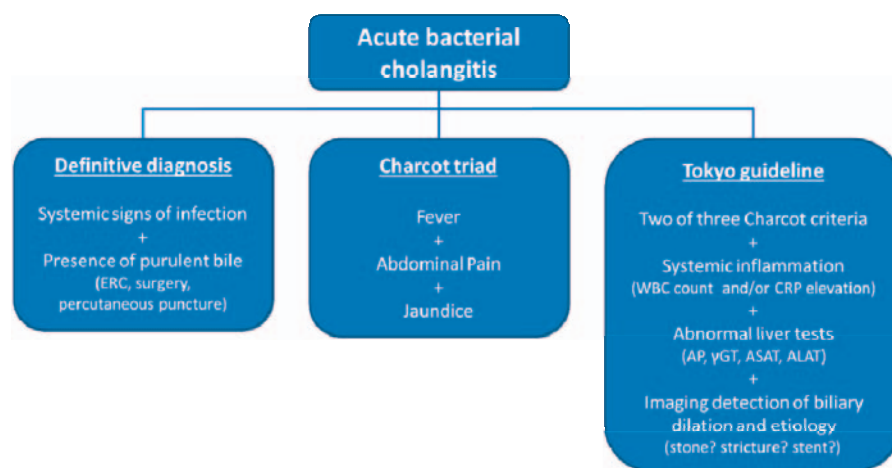 Acute bacterial
cholangitis
Definitive diagnosis
Systemic signs of infection
+
Presence of purulent bile
(ERC, surgery,
percutaneous puncture)
Charcot triad
Fever
+
Abdominal Pain
+
Jaundice
Tokyo guideline
Two of three Charcot criteria
+
Systemic inflammation
(WBC count and/or CRP elevation)
+
Abnormal liver tests
(AP, γGT, ASAT, ALAT)
+
Imaging detection of biliary
dilation and etiology
(stone? stricture? stent?)